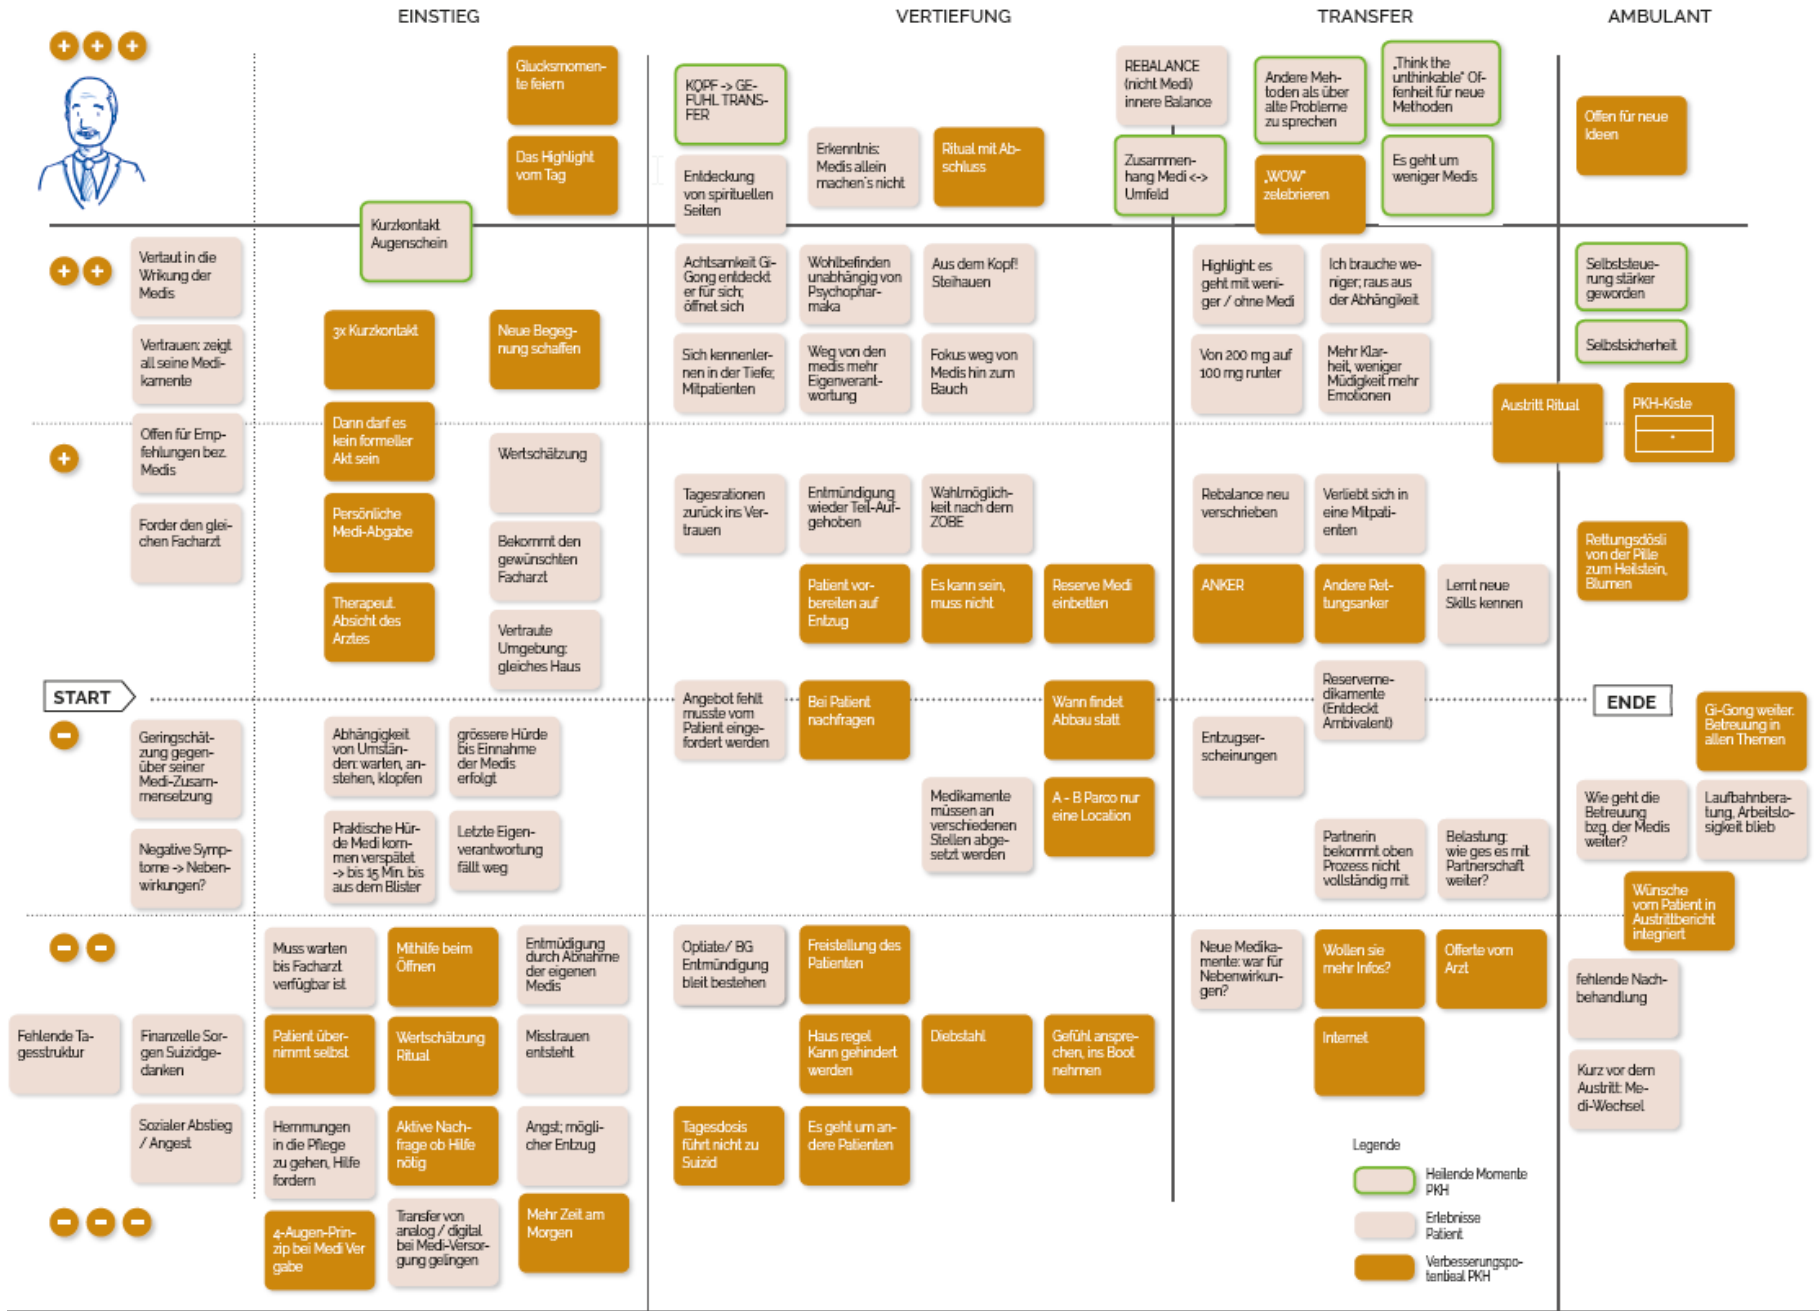 EINSTIEG
VERTIEFUNG
TRANSFER
AMBULANT
Glucksmomen-
te feiern
Das Highlight
vom Tag
Kurzkontakt
Augenschein
KOPF -> GE-
FUHL TRANS-
FER
Entdeckung
von spirituellen
Seiten
Erkenntnis:
Medis allein
machen's nicht
Ritual mit Ab-
schluss
REBALANCE
(nicht Medi)
innere Balance
Zusammen-
hang Medi <->
Umfeld
Andere Meh-
toden als über
alte Probleme
zu sprechen
„WOW"
zelebrieren
„Think the
unthinkable" Of-
fenheit für neue
Methoden
Es geht um
weniger Medis
Offen für neue
Ideen
Vertaut in die
Wrikung der
Medis
Vertrauen: zeigt
all seine Medi-
kamente
3x Kurzkontakt
Neue Begeg-
nung schaffen
Achtsamkeit Gi-
Gong entdeckt
er für sich;
öffnet sich
Wohlbefinden
unabhängig von
Psychophar-
maka
Aus dem Kopf!
Steihauen
Sich kennenler-
nen in der Tiefe;
Mitpatienten
Weg von den
medis mehr
Eigenverant-
wortung
Fokus weg von
Medis hin zum
Bauch
Highlight: es
geht mit weni-
ger / ohne Medi
Ich brauche we-
niger; raus aus
der Abhängikeit
Von 200 mg auf
100 mg runter
Mehr Klar-
heit, weniger
Müdigkeit mehr
Emotionen
Selbststeue-
rung stärker
geworden
Selbstsicherheit
Austritt Ritual
PKH-Kiste
Offen für Emp-
fehlungen bez.
Medis
Forder den glei-
chen Facharzt
Dann darf es
kein formeller
Akt sein
Persönliche
Medi-Abgabe
Therapeut.
Absicht des
Arztes
Wertschätzung
Bekommt den
gewünschten
Facharzt
Vertraute
Umgebung:
gleiches Haus
Tagesrationen
zurück ins Ver-
trauen
Entmündigung
wieder Teil-Auf-
gehoben
Wahlmöglich-
keit nach dem
ZOBE
Patient vor-
bereiten auf
Entzug
Es kann sein,
muss nicht
Reserve Medi
einbetten
Rebalance neu
verschrieben
Verliebt sich in
eine Mitpati-
enten
ANKER
Andere Ret-
tungsanker
Lernt neue
Skills kennen
Rettungsdösli
von der Pille
zum Heilstein,
Blumen
START
Angebot fehlt
musste vom
Patient einge-
fordert werden
Bei Patient
nachfragen
Wann findet
Abbau statt
Reserveme-
dikamente
(Entdeckt
Ambivalent)
ENDE
Gi-Gong weiter.
Betreuung in
allen Themen
Geringschät-
zung gegen-
über seiner
Medi-Zusam-
mensetzung
Negative Symp-
tome -> Neben-
wirkungen?
Abhängigkeit
von Umstän-
den: warten, an-
stehen, klopfen
grössere Hürde
bis Einnahme
der Medis
erfolgt
Praktische Hür-
de Medi kom-
men verspätet
-> bis 15 Min. bis
aus dem Blister
Letzte Eigen-
verantwortung
fällt weg
Medikamente
müssen an
verschiedenen
Stellen abge-
setzt werden
A - B Parco nur
eine Location
Entzugser-
scheinungen
Partnerin
bekommt oben
Prozess nicht
vollständig mit
Belastung:
wie ges es mit
Partnerschaft
weiter?
Wie geht die
Betreuung
bzg. der Medis
weiter?
Laufbahnbera-
tung, Arbeitslo-
sigkeit blieb
Wünsche
vom Patient in
Austrittbericht
integriert
Muss warten
bis Facharzt
verfügbar ist
Mithilfe beim
Öffnen
Entmüdigung
durch Abnahme
der eigenen
Medis
Optiate/ BG
Entmündigung
bleit bestehen
Freistellung des
Patienten
Neue Medika-
mente: war für
Nebenwirkun-
gen?
Wollen sie
mehr Infos?
Offerte vom
Arzt
fehlende Nach-
behandlung
Fehlende Ta-
gesstruktur
Finanzelle Sor-
gen Suizidge-
danken
Patient über-
nimmt selbst
Wertschätzung
Ritual
Misstrauen
entsteht
Haus regel
Kann gehindert
werden
Diebstahl
Gefühl anspre-
chen, ins Boot
nehmen
Internet
Kurz vor dem
Austritt: Me-
di-Wechsel
Sozialer Abstieg
/ Angest
Hemmungen
in die Pflege
zu gehen, Hilfe
fordern
Aktive Nach-
frage ob Hilfe
nötig
Angst; mögli-
cher Entzug
Tagesdosis
führt nicht zu
Suizid
Es geht um an-
dere Patienten
4-Augen-Prin-
zip bei Medi Ver
gabe
Transfer von
analog / digital
bei Medi-Versor-
gung gelingen
Mehr Zeit am
Morgen
Legende
Heilende Momente
PKH
Erlebnisse
Patient
Verbesserungspo-
tentieal PKH